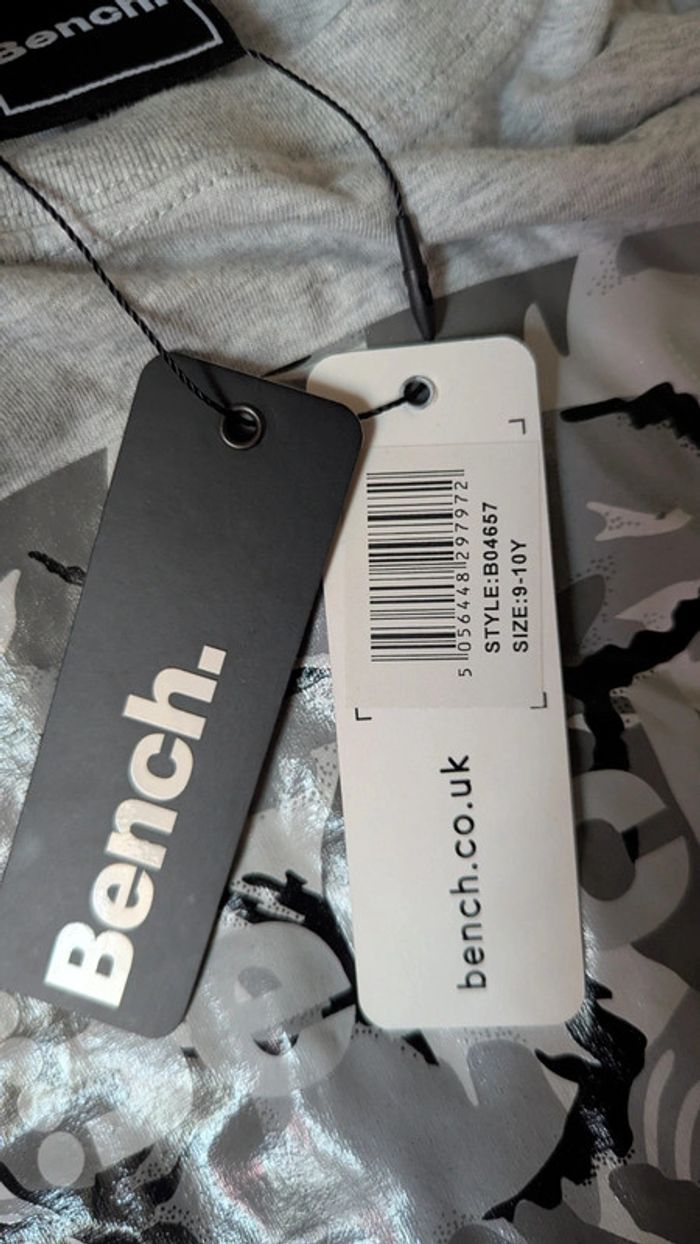 Bench.
Bench.
5 056448 297972
STYLE:B04657
SIZE:9-10Y
bench.co.uk